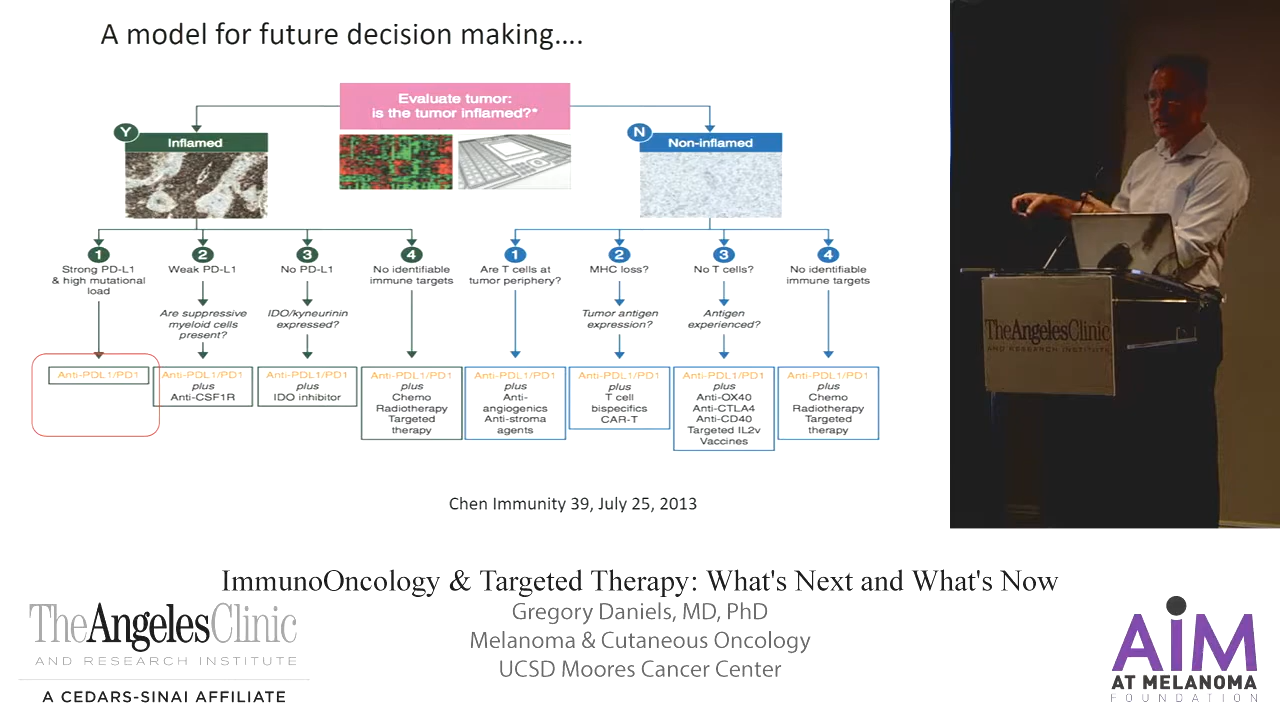 A model for future decision making....
Evaluate tumor:
is the tumor inflamed?*
Y
Inflamed
N
Non-inflamed
1
Strong PD-L1
& high mutational
load
2
Weak PD-L1
Are suppressive
myeloid cells
present?
3
No PD-L1
IDO/kyneurinin
expressed?
4
No identifiable
immune targets
1
Are T cells at
tumor periphery?
2
MHC loss?
Tumor antigen
expression?
3
No T cells?
Antigen
experienced?
4
No identifiable
immune targets
Anti-PDL1/PD1
Anti-PDL1/PD1
plus
Anti-CSF1R
Anti-PDL1/PD1
plus
IDO inhibitor
Anti-PDL1/PD1
plus
Chemo
Radiotherapy
Targeted
therapy
Anti-PDL1/PD1
plus
Anti-
angiogenics
Anti-stroma
agents
Anti-PDL1/PD1
plus
T cell
bispecifics
CAR-T
Anti-PDL1/PD1
plus
Anti-OX40
Anti-CTLA4
Anti-CD40
Targeted IL2v
Vaccines
Anti-PDL1/PD1
plus
Chemo
Radiotherapy
Targeted
therapy
Chen Immunity 39, July 25, 2013
TheAngelesClinic
AND RESEARCH INSTITUTE
ImmunoOncology & Targeted Therapy: What's Next and What's Now
Gregory Daniels, MD, PhD
Melanoma & Cutaneous Oncology
UCSD Moores Cancer Center
TheAngelesClinic
AND RESEARCH INSTITUTE
A CEDARS-SINAI AFFILIATE
AiM
AT MELANOMA
FOUNDATION